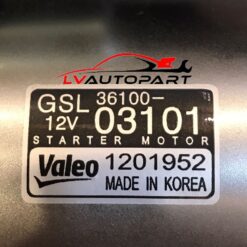 LVAUTOPART
GSL 36100-
12V 03101
STARTER MOTOR
Valeo 1201952
MADE IN KOREA